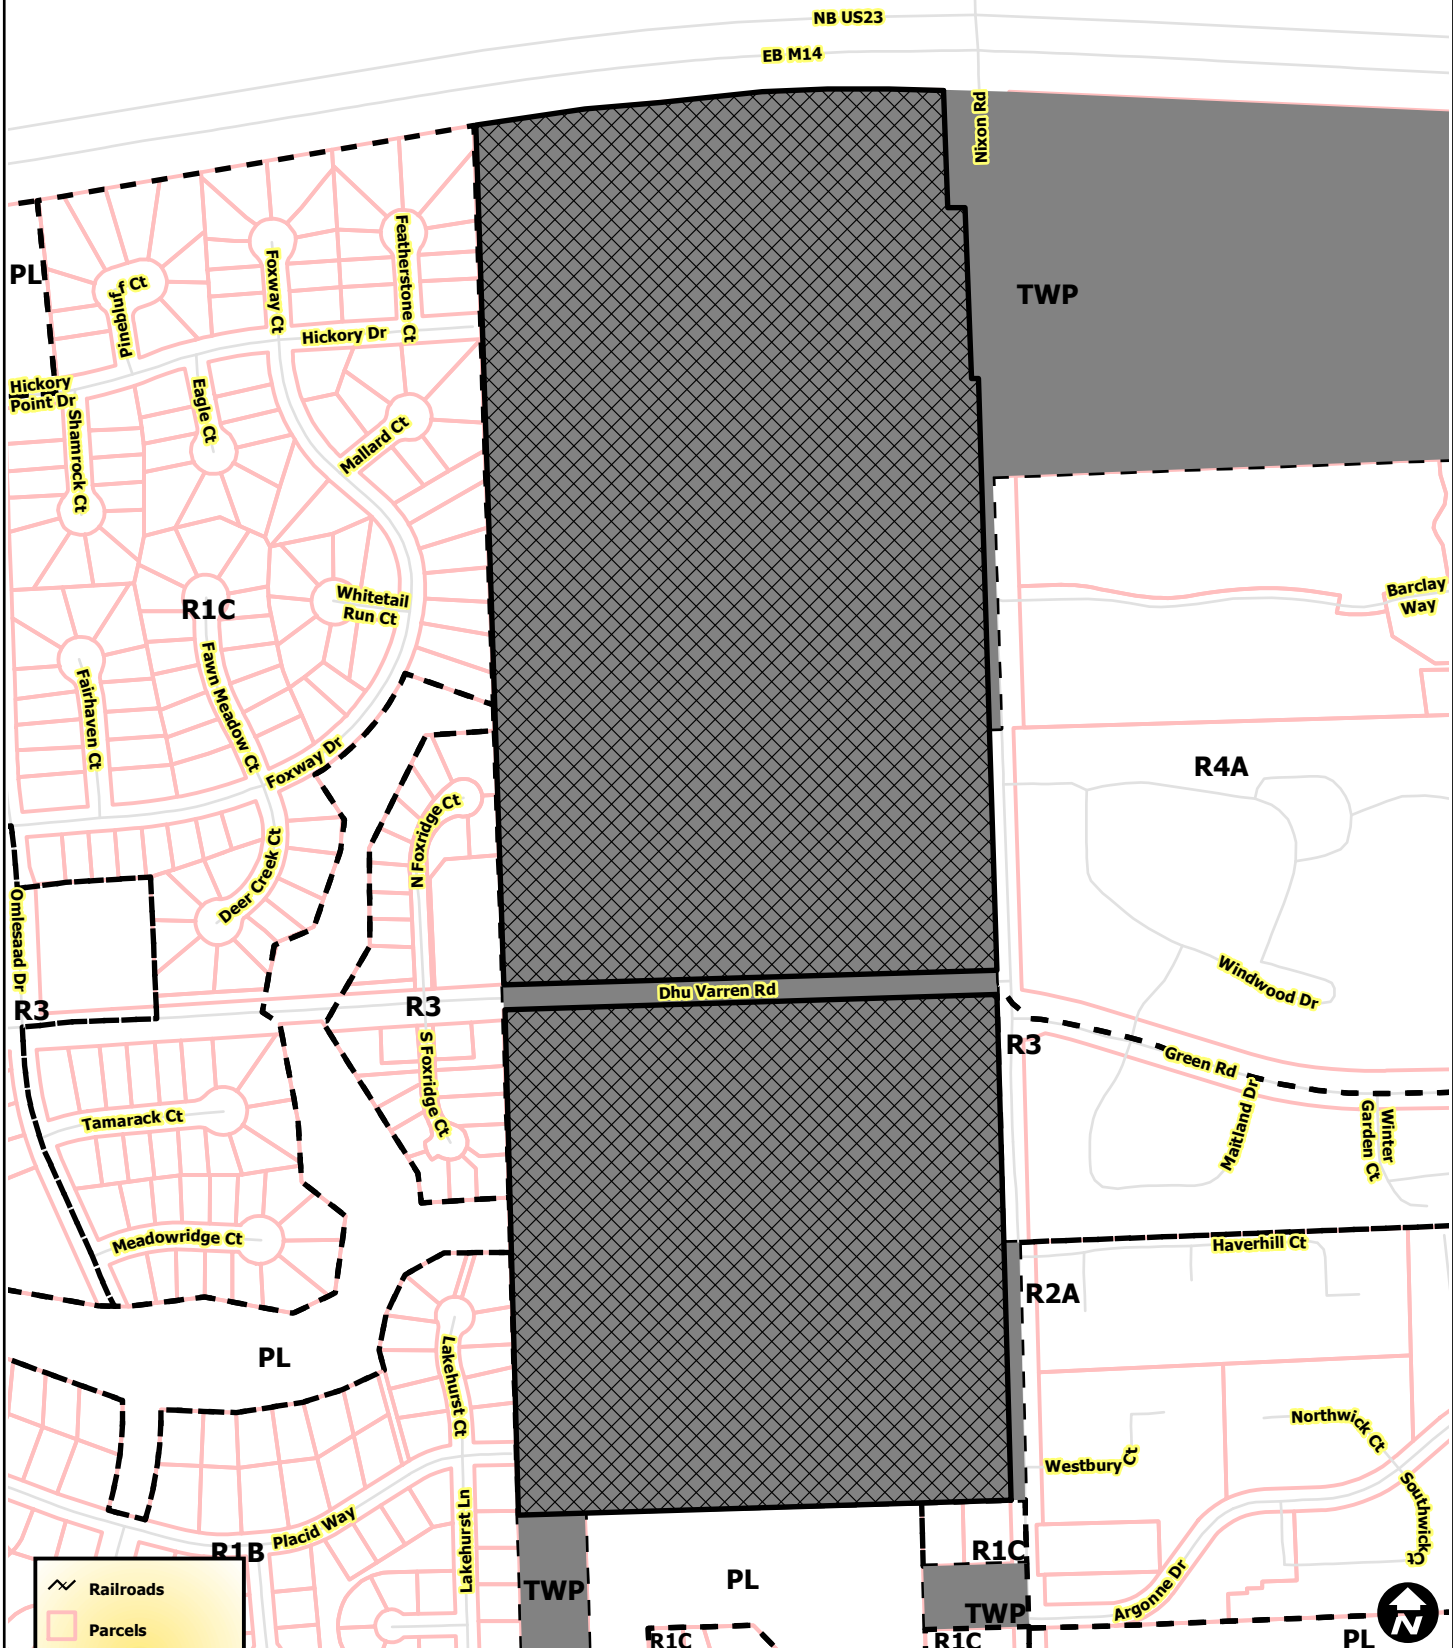 NB US23
EB M14
Nixon Rd
PL
TWP
Pinebluff Ct
Foxway Ct
Featherstone Ct
Hickory Dr
Hickory
Point Dr
Eagle Ct
Mallard Ct
Shamrock Ct
R1C
Whitetail
Run Ct
Barclay
Way
Fairhaven Ct
Fawn Meadow Ct
Foxway Dr
R4A
N Foxridge Ct
Deer Creek Ct
Omlesaad Dr
Windwood Dr
Dhu Varren Rd
R3
R3
R3
S Foxridge Ct
Green Rd
Maitland Dr
Winter
Garden Ct
Tamarack Ct
Meadowridge Ct
Haverhill Ct
R2A
PL
Lakehurst Ct
Northwick Ct
Westbury Ct
Southwick Ct
Placid Way
Lakehurst Ln
R1B
R1C
TWP
PL
TWP
Argonne Dr
R1C
R1C
PL
Railroads
Parcels
N